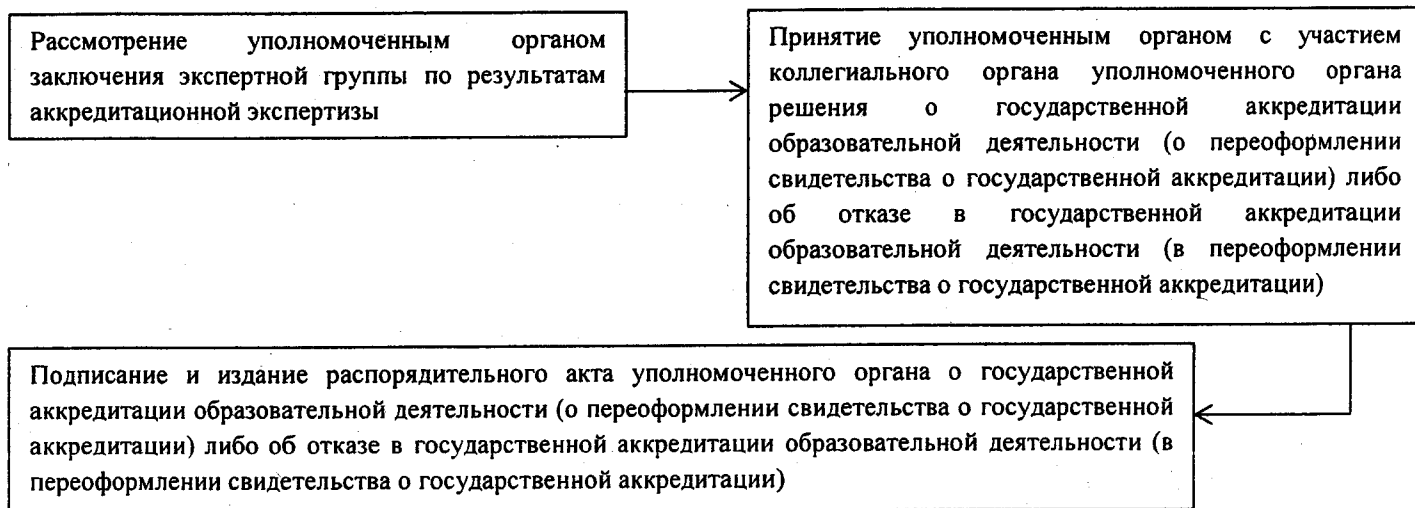 Рассмотрение уполномоченным органом
заключения экспертной группы по результатам
аккредитационной экспертизы
Принятие уполномоченным органом с участием
коллегиального органа уполномоченного органа
решения о государственной аккредитации
образовательной деятельности (о переоформлении
свидетельства о государственной аккредитации) либо
об отказе в государственной аккредитации
образовательной деятельности (в переоформлении
свидетельства о государственной аккредитации)
Подписание и издание распорядительного акта уполномоченного органа о государственной
аккредитации образовательной деятельности (о переоформлении свидетельства о государственной
аккредитации) либо об отказе в государственной аккредитации образовательной деятельности (в
переоформлении свидетельства о государственной аккредитации)